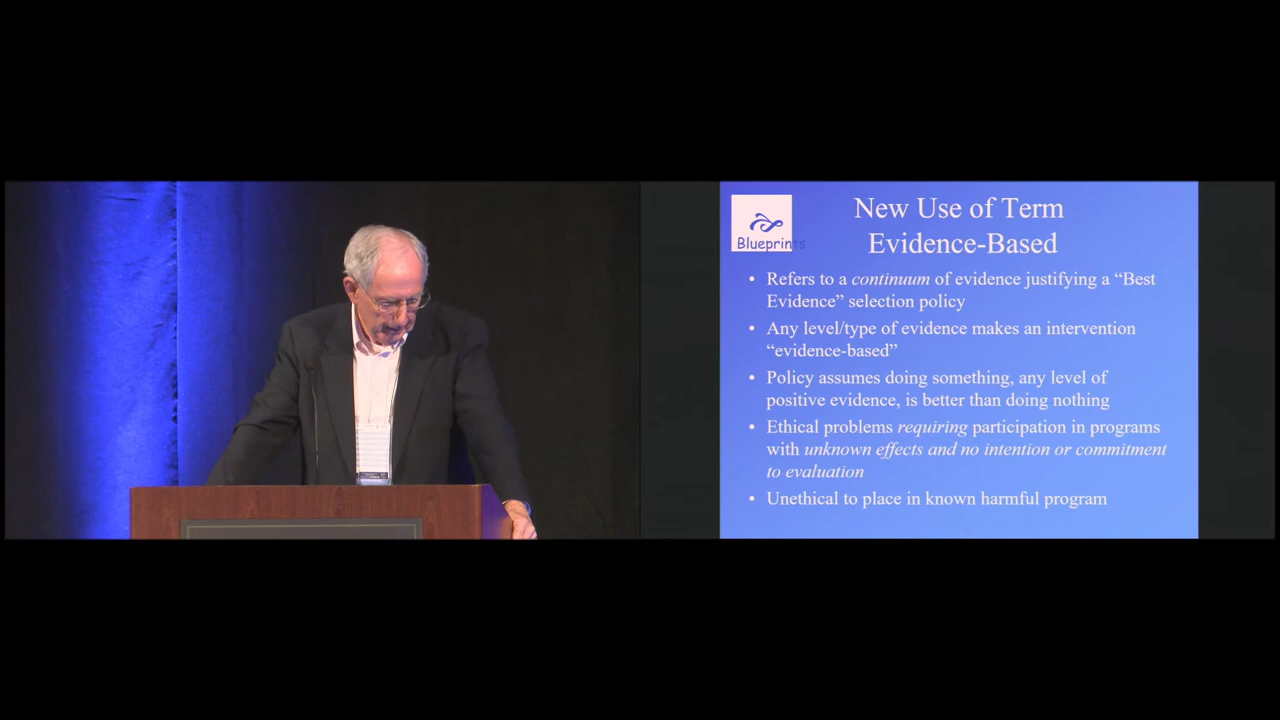 New Use of Term
Evidence-Based
Blueprints
• Refers to a continuum of evidence justifying a “Best
Evidence” selection policy
• Any level/type of evidence makes an intervention
“evidence-based”
• Policy assumes doing something, any level of
positive evidence, is better than doing nothing
• Ethical problems requiring participation in programs
with unknown effects and no intention or commitment
to evaluation
• Unethical to place in known harmful program